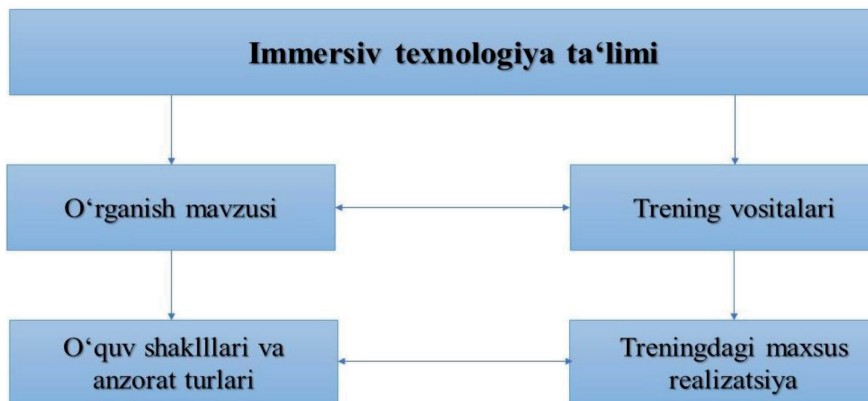 Immersiv texnologiya ta‘limi
O‘rganish mavzusi
Trening vositalari
O‘quv shaklllari va
anzorat turlari
Treningdagi maxsus
realizatsiya